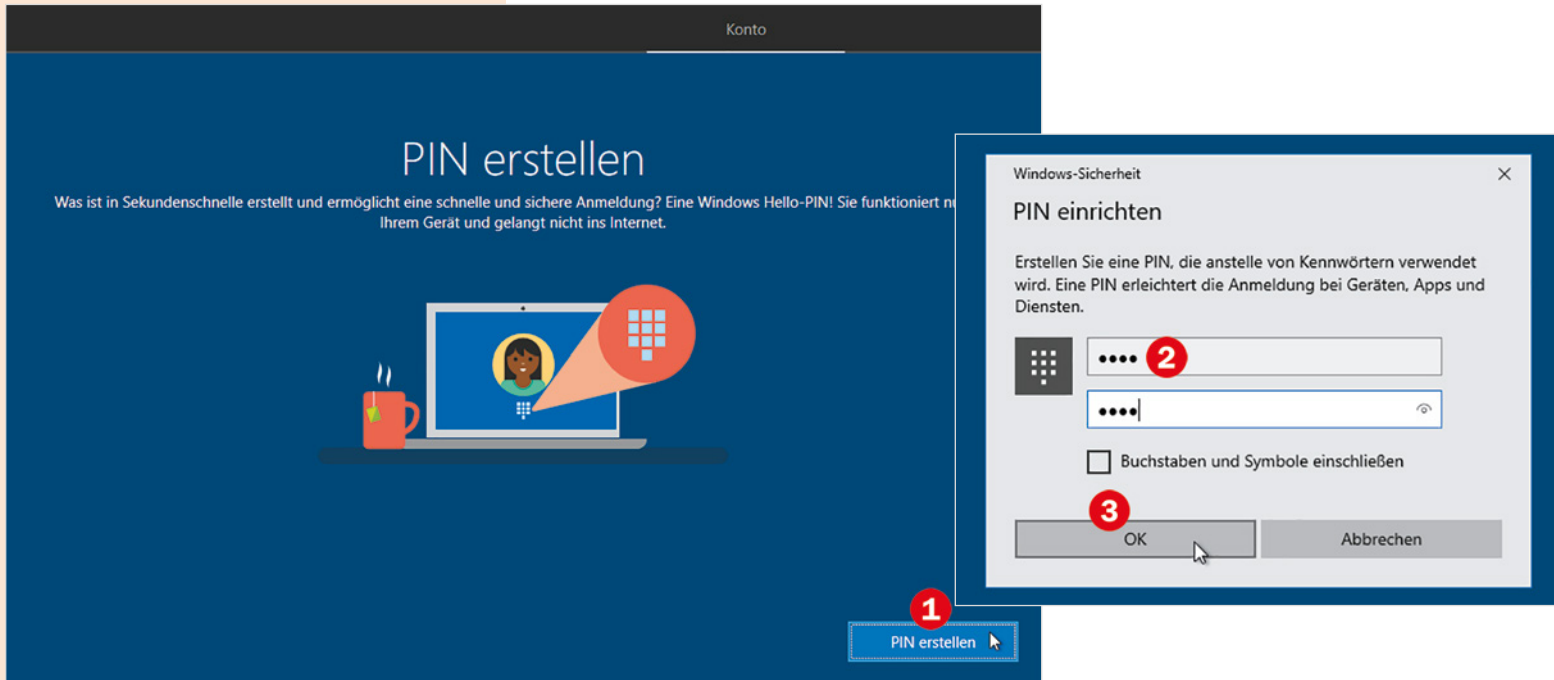 Konto
PIN erstellen
Was ist in Sekundenschnelle erstellt und ermöglicht eine schnelle und sichere Anmeldung? Eine Windows Hello-PIN! Sie funktioniert
Ihrem Gerät und gelangt nicht ins Internet.
1
PIN erstellen
Windows-Sicherheit
PIN einrichten
Erstellen Sie eine PIN, die anstelle von Kennwörtern verwendet
wird. Eine PIN erleichtert die Anmeldung bei Geräten, Apps und
Diensten.
2
Buchstaben und Symbole einschließen
3
OK
Abbrechen